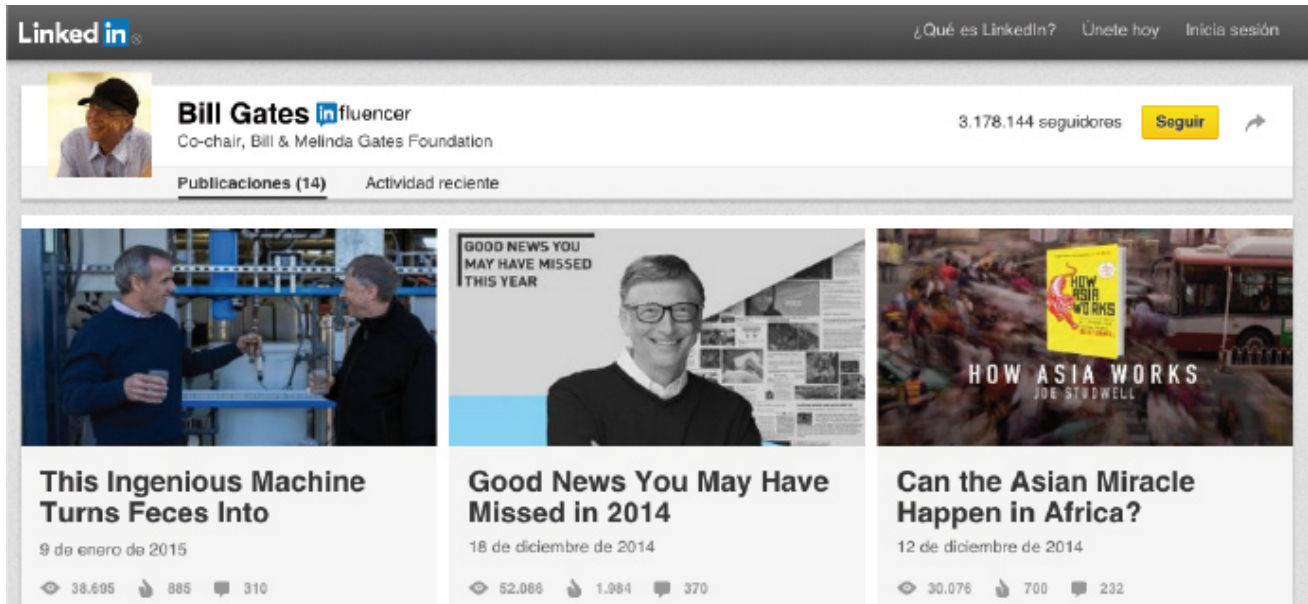 Linked in ®
¿Qué es LinkedIn? Únete hoy Inicia sesión
Bill Gates influencer
Co-chair, Bill & Melinda Gates Foundation
3.178.144 seguidores Seguir
Publicaciones (14) Actividad reciente
GOOD NEWS YOU
MAY HAVE MISSED
THIS YEAR
HOW
ASIA
WORKS
HOW ASIA WORKS
JOE STUDWELL
This Ingenious Machine
Turns Feces Into
9 de enero de 2015
38.695 885 310
Good News You May Have
Missed in 2014
18 de diciembre de 2014
52.086 1.984 370
Can the Asian Miracle
Happen in Africa?
12 de diciembre de 2014
30.076 700 232